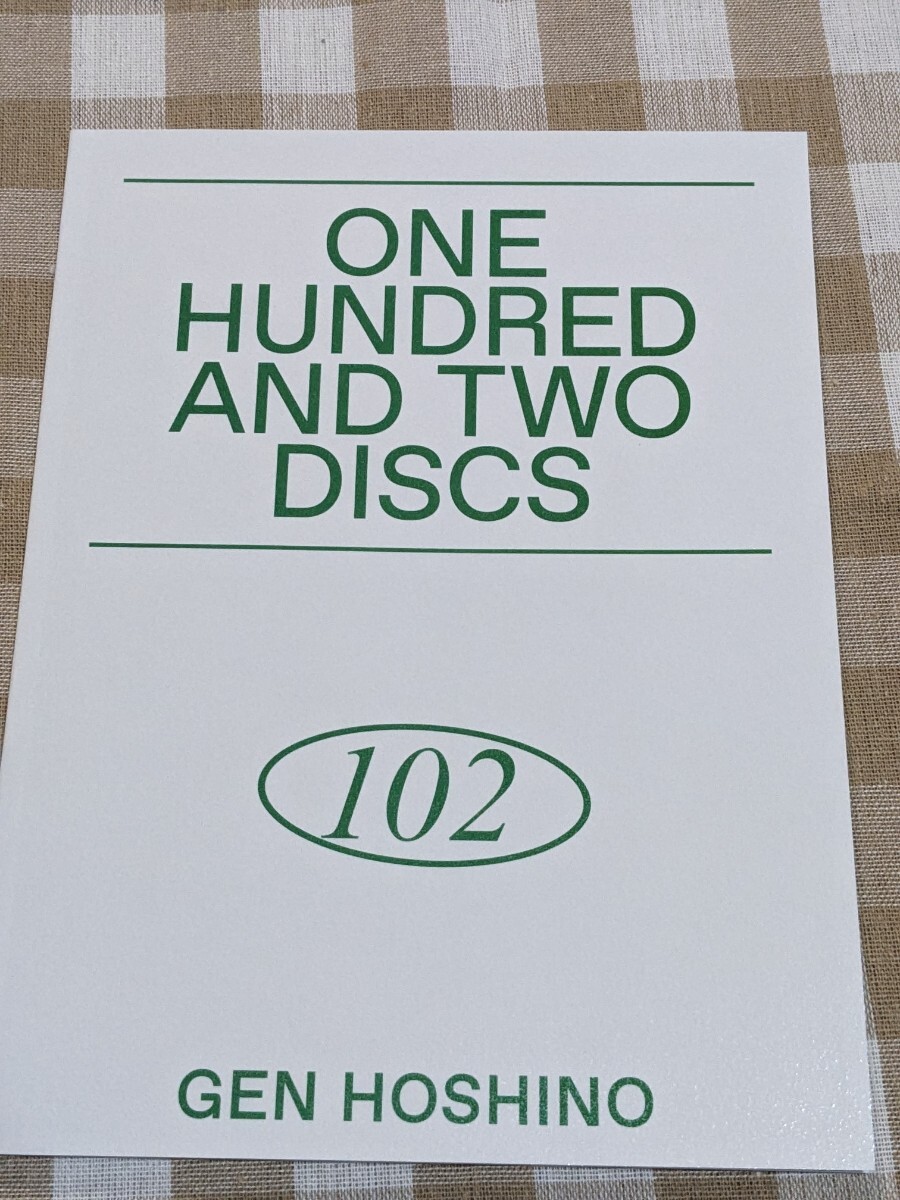 ONE
HUNDRED
AND TWO
DISCS
102
GEN HOSHINO